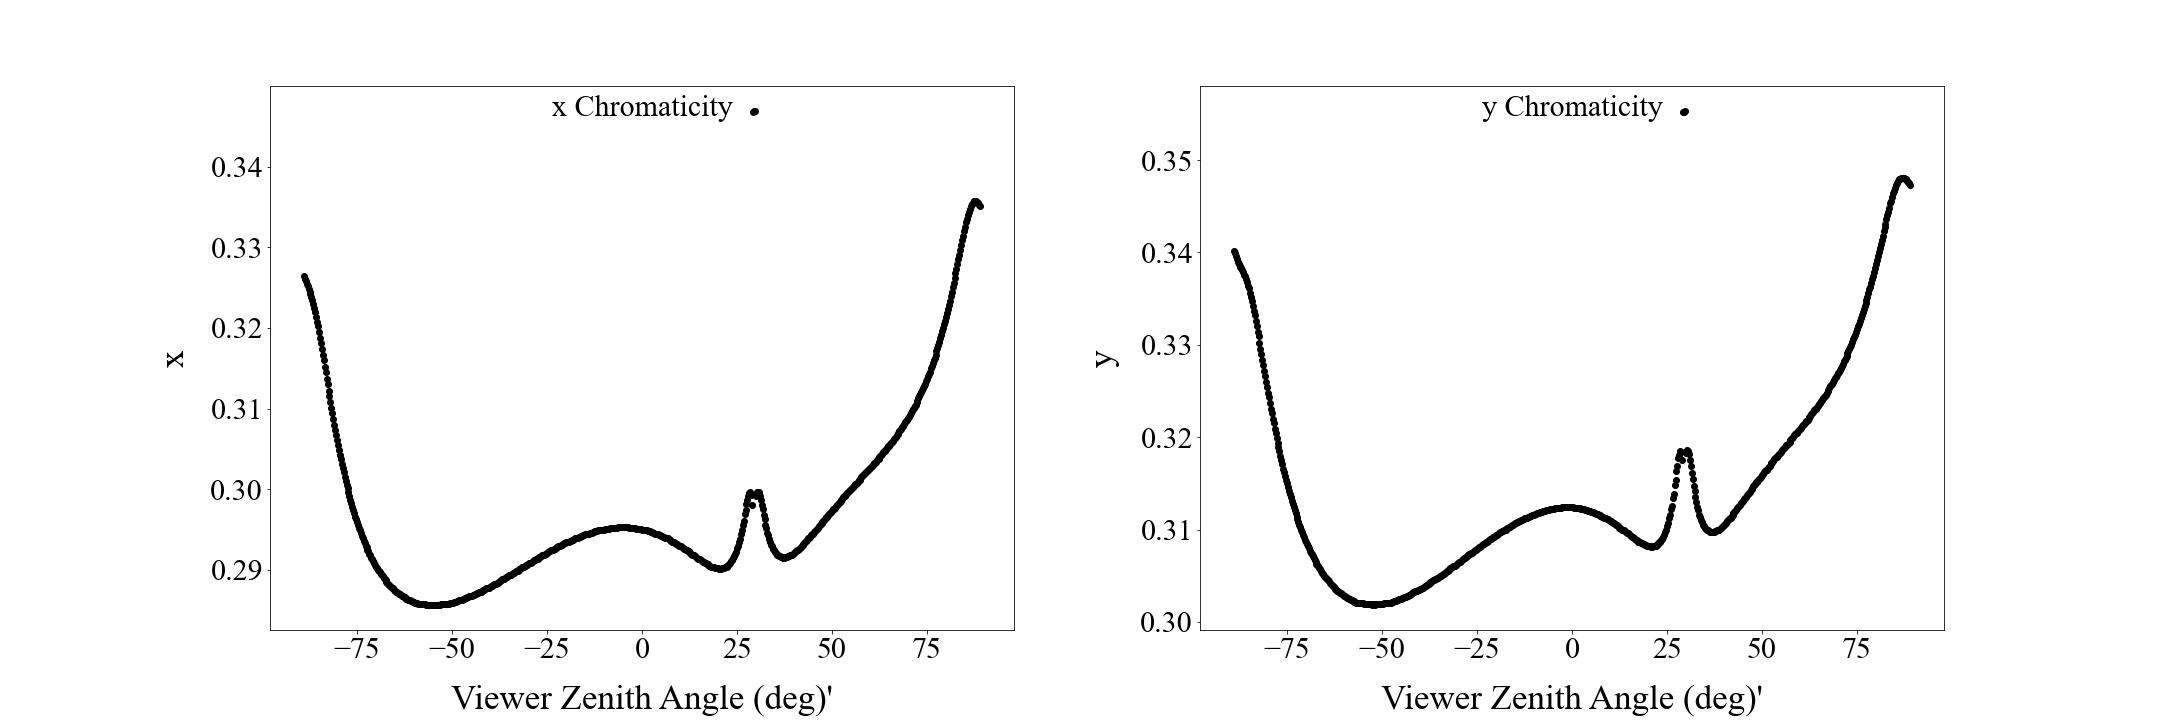 x Chromaticity
0.34
0.33
0.32
0.31
0.30
0.29
x
−75 −50 −25 0 25 50 75
Viewer Zenith Angle (deg)'
y Chromaticity
0.35
0.34
0.33
0.32
0.31
0.30
y
−75 −50 −25 0 25 50 75
Viewer Zenith Angle (deg)'